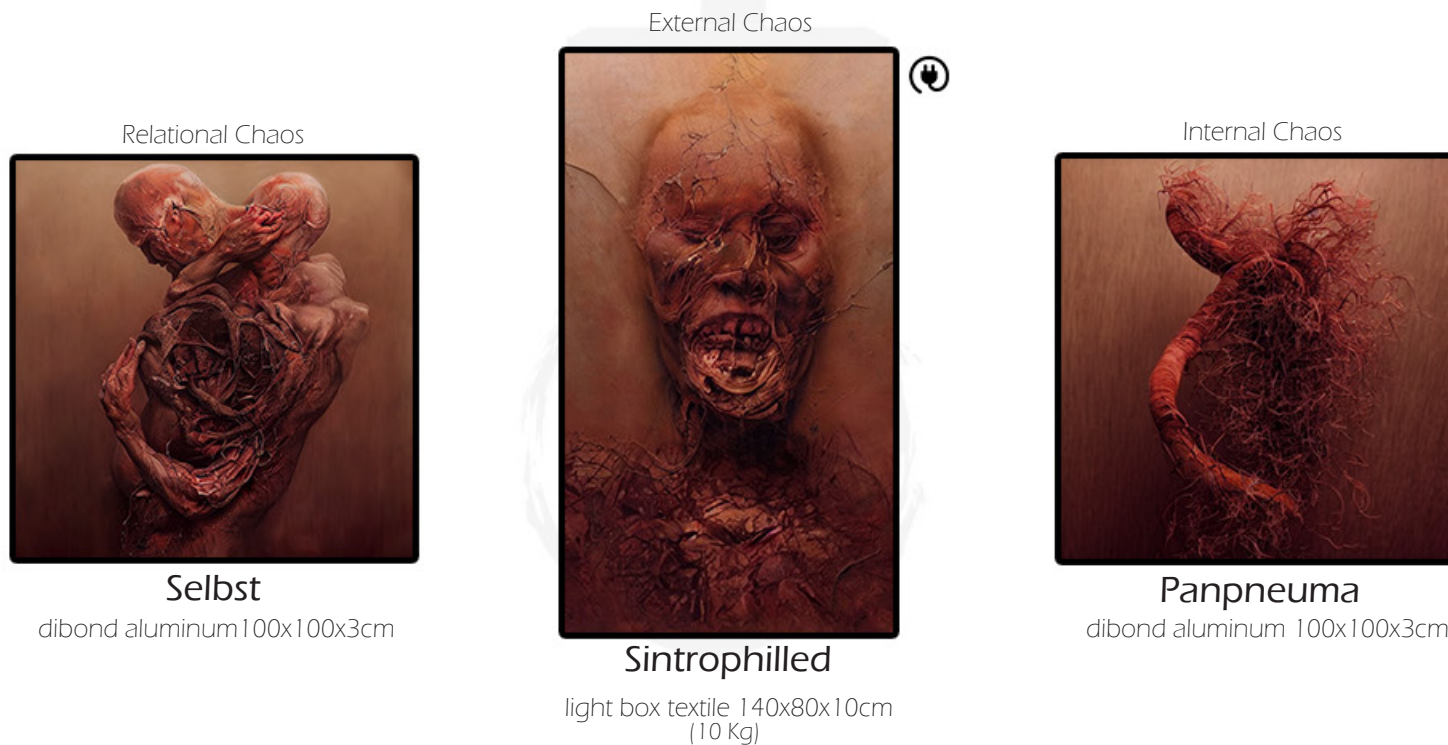 External Chaos
Relational Chaos
Internal Chaos
Selbst
dibond aluminum100x100x3cm
Sintrophilled
light box textile 140x80x10cm
(10 Kg)
Panpneuma
dibond aluminum 100x100x3cm